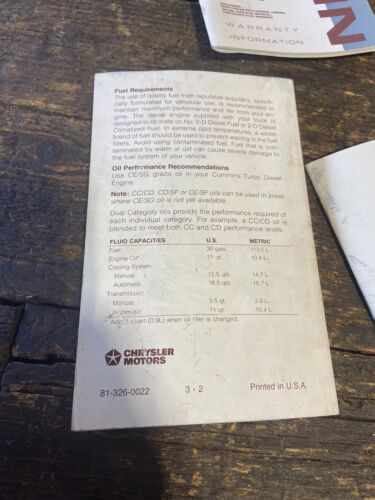 WARRANTY
INFORMATION
Fuel Requirements
The use of quality fuel from reputable suppliers, specifi-
cally formulated for vehicular use, is recommended to
maintain maximum performance and life from your en-
gine. The diesel engine supplied with your truck is
designed to operate on No. 2-D Diesel Fuel or 2-D Diesel
Climatized Fuel. In extreme cold temperatures, a winter
blend of fuel should be used to prevent waxing in the fuel
filters. Avoid using contaminated fuel. Fuel that is con-
taminated by water or dirt can cause severe damage to
the fuel system of your vehicle.
Oil Performance Recommendations
Use CE/SG grade oil in your Cummins Turbo Diesel
Engine.
Note: CC/CD, CD/SF or CE/SF oils can be used in areas
where CE/SG oil is not yet available.
Dual Category oils provide the performance required of
each individual category. For example, a CC/CD oil is
blended to meet both CC and CD performance levels.
FLUID CAPACITIES U.S. METRIC
Fuel 30 gals. 113.5 L.
Engine Oil* 11 qt. 10.4 L.
Cooling System
Manual 15.5 qts. 14.7 L.
Automatic 16.5 qts. 15.7 L.
Transmission
Manual 3.5 qt. 3.3 L.
Automatic 11 qt. 10.4 L.
* Add 1 quart (0.9L) when oil filter is changed.
CHRYSLER
MOTORS
81-326-0022 3 - 2 Printed in U.S.A.